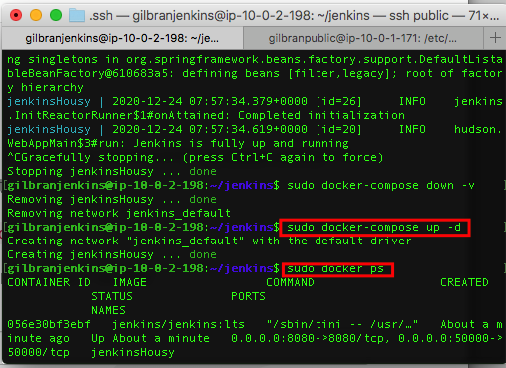 .ssh — gilbranjenkins@ip-10-0-2-198: ~/jenkins — ssh public — 71×...
gilbranjenkins@ip-10-0-2-198: ~/je...
gilbranpublic@ip-10-0-1-171: /etc/...
ng singletons in org.springframework.beans.factory.support.DefaultLista
bleBeanFactory@610683a5: defining beans [filter,legacy]; root of factor
y hierarchy
jenkinsHousy | 2020-12-24 07:57:34.379+0000 [id=26] INFO jenkins
.InitReactorRunner$1#onAttained: Completed initialization
jenkinsHousy | 2020-12-24 07:57:34.619+0000 [id=20] INFO hudson.
WebAppMain$3#run: Jenkins is fully up and running
^CGracefully stopping... (press Ctrl+C again to force)
Stopping jenkinsHousy ... done
[gilbranjenkins@ip-10-0-2-198:~/jenkins$ sudo docker-compose down -v
Removing jenkinsHousy ... done
Removing network jenkins_default
[gilbranjenkins@ip-10-0-2-198:~/jenkins$ sudo docker-compose up -d
Creating network "jenkins_default" with the default driver
Creating jenkinsHousy ... done
[gilbranjenkins@ip-10-0-2-198:~/jenkins$ sudo docker ps
CONTAINER ID IMAGE COMMAND CREATED
STATUS PORTS
NAMES
056e30bf3ebf jenkins/jenkins:lts "/sbin/tini -- /usr/…" About a m
inute ago Up About a minute 0.0.0.0:8080->8080/tcp, 0.0.0.0:50000->
50000/tcp jenkinsHousy